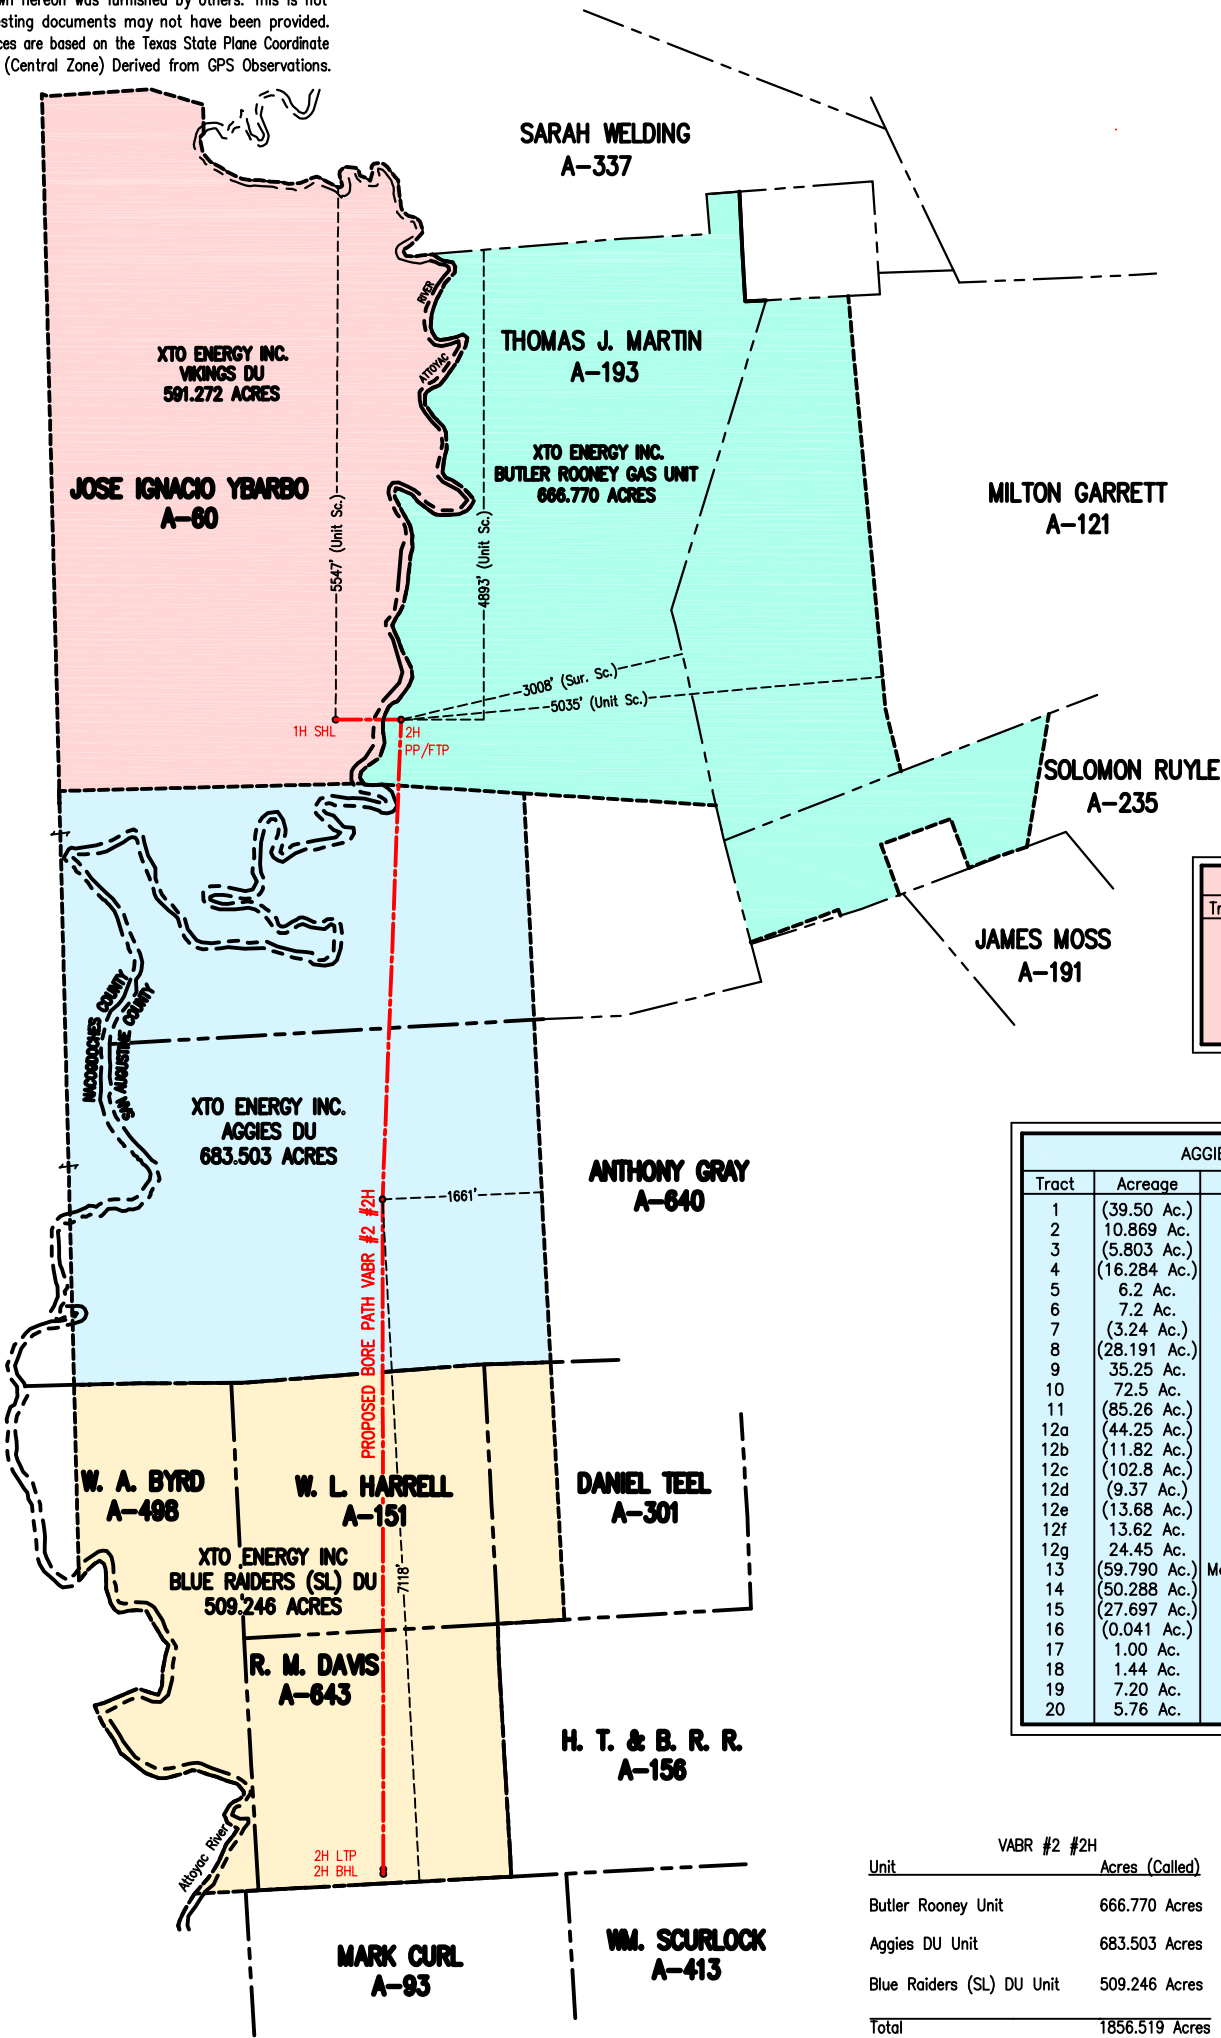 wn hereon was furnished by others. This is not
esting documents may not have been provided.
ces are based on the Texas State Plane Coordinate
(Central Zone) Derived from GPS Observations.
SARAH WELDING
A-337
RIVER
ATTOYAC
THOMAS J. MARTIN
A-193
XTO ENERGY INC.
VIKINGS DU
591.272 ACRES
XTO ENERGY INC.
BUTLER ROONEY GAS UNIT
666.770 ACRES
JOSE IGNACIO YBARBO
A-60
MILTON GARRETT
A-121
5547' (Unit Sc.)
4893' (Unit Sc.)
3008' (Sur. Sc.)
5035' (Unit Sc.)
1H SHL
2H
PP/FTP
SOLOMON RUYLE
A-235
Tr
JAMES MOSS
A-191
NACOGDOCHES COUNTY
SAN AUGUSTINE COUNTY
XTO ENERGY INC.
AGGIES DU
683.503 ACRES
ANTHONY GRAY
A-640
1661'
PROPOSED BORE PATH VABR #2 #2H
AGGIE
Tract Acreage
1 (39.50 Ac.)
2 10.869 Ac.
3 (5.803 Ac.)
4 (16.284 Ac.)
5 6.2 Ac.
6 7.2 Ac.
7 (3.24 Ac.)
8 (28.191 Ac.)
9 35.25 Ac.
10 72.5 Ac.
11 (85.26 Ac.)
12a (44.25 Ac.)
12b (11.82 Ac.)
12c (102.8 Ac.)
12d (9.37 Ac.)
12e (13.68 Ac.)
12f 13.62 Ac.
12g 24.45 Ac.
13 (59.790 Ac.)
14 (50.288 Ac.)
15 (27.697 Ac.)
16 (0.041 Ac.)
17 1.00 Ac.
18 1.44 Ac.
19 7.20 Ac.
20 5.76 Ac.
W. A. BYRD
A-498
W. L. HARRELL
A-151
DANIEL TEEL
A-301
XTO ENERGY INC
BLUE RAIDERS (SL) DU
509.246 ACRES
7118'
R. M. DAVIS
A-643
H. T. & B. R. R.
A-156
Attoyac River
2H LTP
2H BHL
MARK CURL
A-93
WM. SCURLOCK
A-413
VABR #2 #2H
Unit Acres (Called)
Butler Rooney Unit 666.770 Acres
Aggies DU Unit 683.503 Acres
Blue Raiders (SL) DU Unit 509.246 Acres
Total 1856.519 Acres